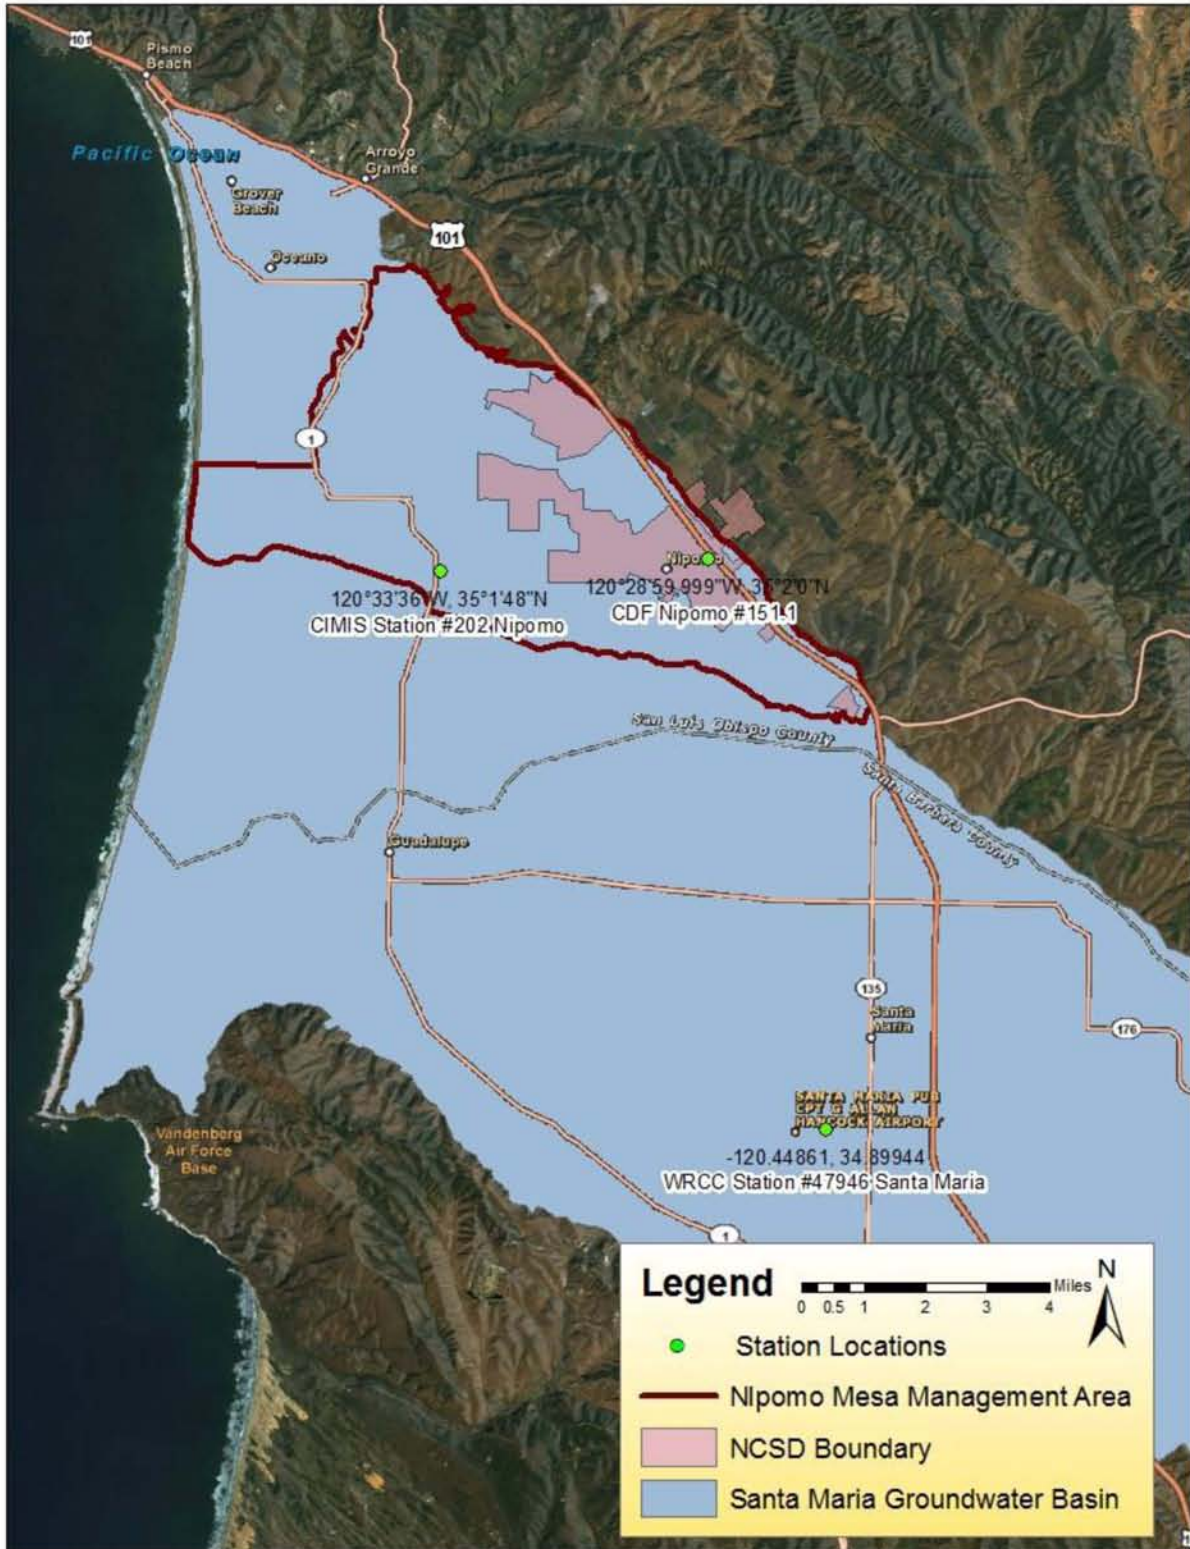 101
Pismo
Beach
Pacific Ocean
Arroyo
Grande
Grover
Beach
101
Oceano
1
Nipomo
120°33'36"W, 35°1'48"N
CIMIS Station #202 Nipomo
120°28'59.999"W, 35°2'0"N
CDF Nipomo #151.1
San Luis Obispo County
Santa Barbara County
Guadalupe
135
Santa
Maria
176
SANTA MARIA PUB
CPT G ALLAN
HANCOCK AIRPORT
Vandenberg
Air Force
Base
-120.44861, 34.89944
WRCC Station #47946 Santa Maria
1
Legend
Miles
0 0.5 1 2 3 4
N
Station Locations
NIpomo Mesa Management Area
NCSD Boundary
Santa Maria Groundwater Basin